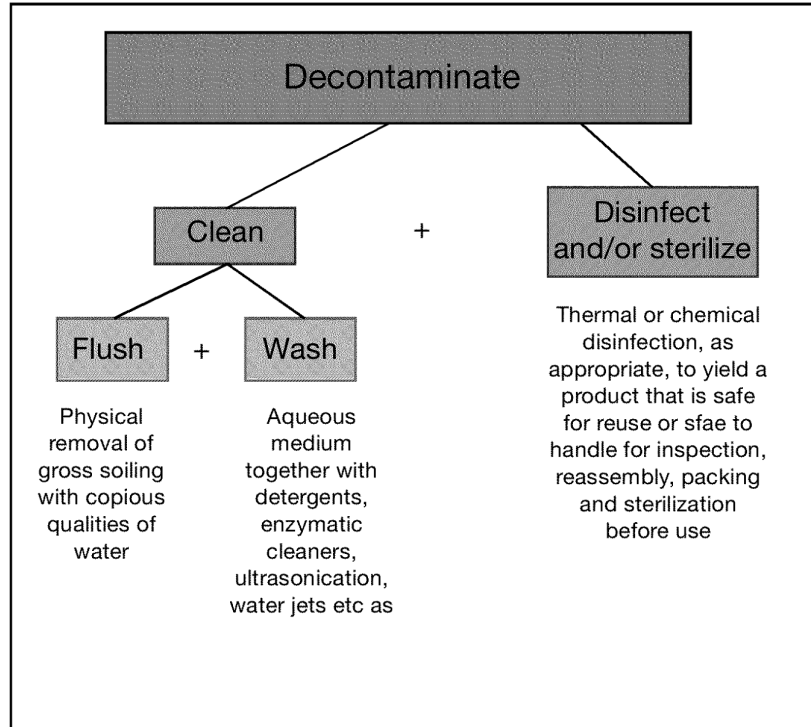 Decontaminate
Clean
+
Disinfect
and/or sterilize
Flush
+
Wash
Physical
removal of
gross soiling
with copious
qualities of
water
Aqueous
medium
together with
detergents,
enzymatic
cleaners,
ultrasonication,
water jets etc as
Thermal or chemical
disinfection, as
appropriate, to yield a
product that is safe
for reuse or sfae to
handle for inspection,
reassembly, packing
and sterilization
before use